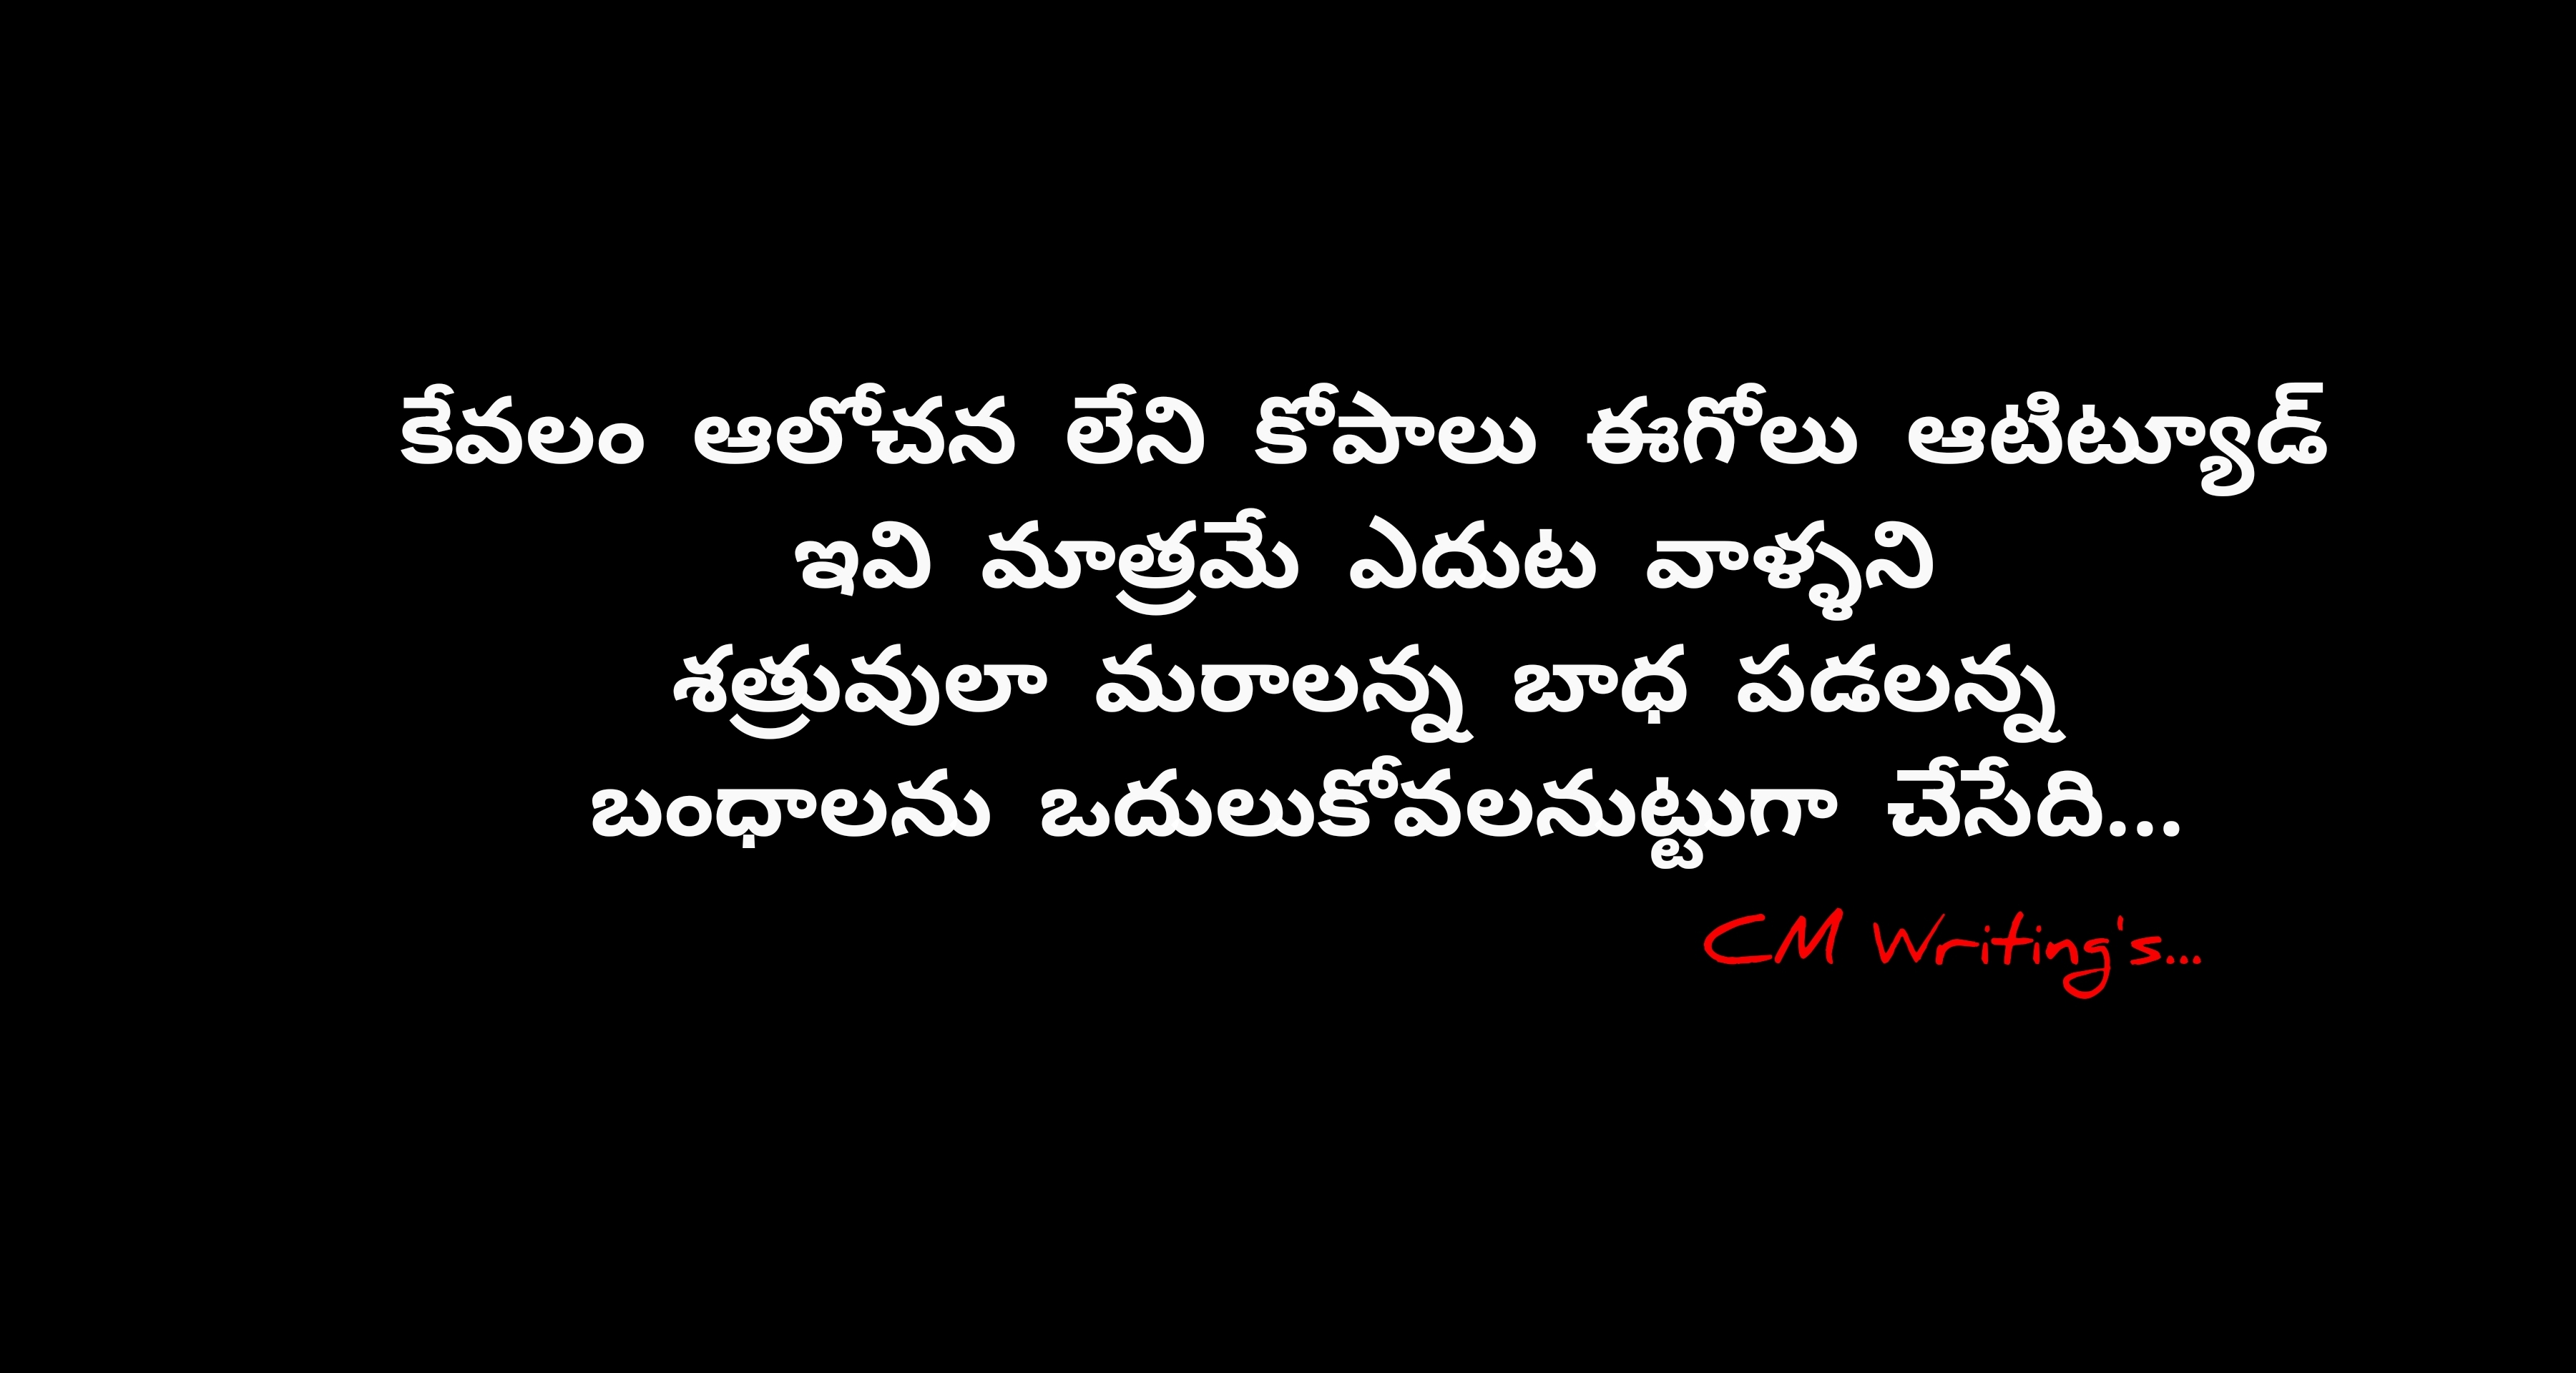 కేవలం ఆలోచన లేని కోపాలు ఈగోలు ఆటిట్యూడ్
ఇవి మాత్రమే ఎదుట వాళ్ళని
శత్రువులా మరాలన్న బాధ పడలన్న
బంధాలను ఒదులుకోవలనుట్టుగా చేసేది...
CM Writing's...